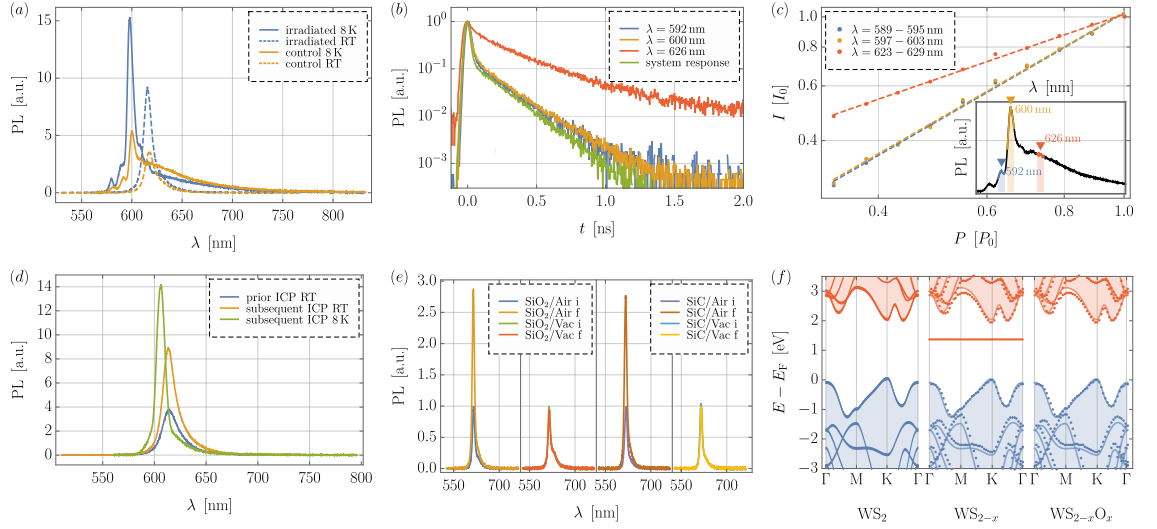 (a)
irradiated 8 K
irradiated RT
control 8 K
control RT
PL [a.u.]
15
10
5
0
550 600 650 700 750 800
λ [nm]
(b)
λ = 592 nm
λ = 600 nm
λ = 626 nm
system response
PL [a.u.]
10⁰
10⁻¹
10⁻²
10⁻³
0.0 0.5 1.0 1.5 2.0
t [ns]
(c)
λ = 589 − 595 nm
λ = 597 − 603 nm
λ = 623 − 629 nm
I [I₀]
1.0
0.8
0.6
0.4
λ [nm]
PL [a.u.]
600 nm
626 nm
592 nm
0.4 0.6 0.8 1.0
P [P₀]
(d)
prior ICP RT
subsequent ICP RT
subsequent ICP 8 K
PL [a.u.]
14
12
10
8
6
4
2
0
550 600 650 700 750 800
λ [nm]
(e)
SiO₂/Air i
SiO₂/Air f
SiO₂/Vac i
SiO₂/Vac f
SiC/Air i
SiC/Air f
SiC/Vac i
SiC/Vac f
PL [a.u.]
3.0
2.5
2.0
1.5
1.0
0.5
0.0
550 700 550 700 550 700 550 700
λ [nm]
(f)
E − E_F [eV]
3
2
1
0
−1
−2
−3
Γ M K Γ Γ M K Γ Γ M K Γ
WS₂ WS₂₋ₓ WS₂₋ₓOₓ